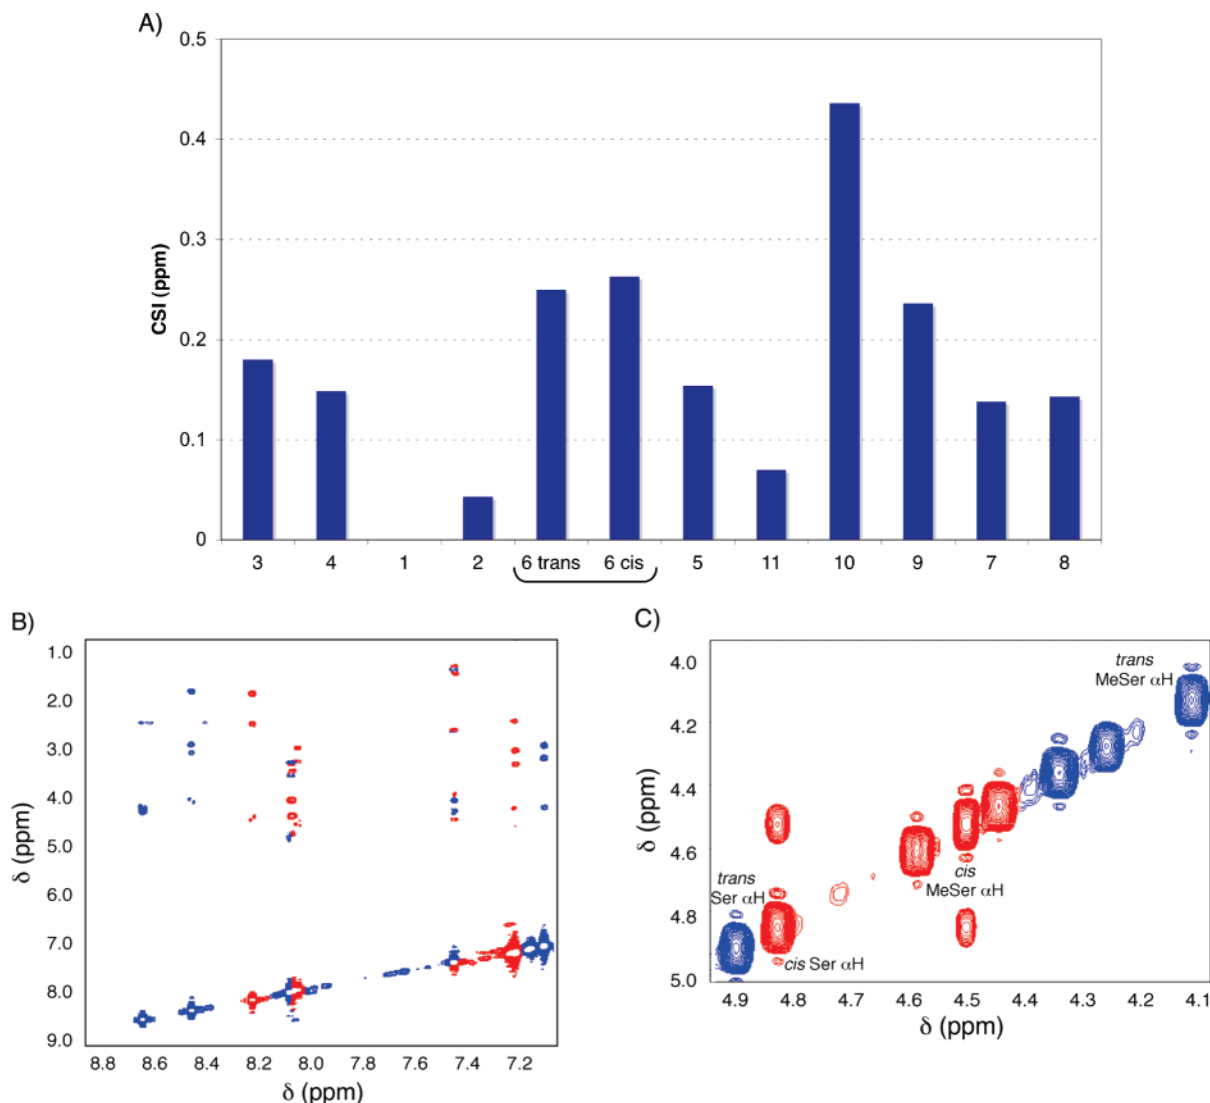 A)
0.5
0.4
0.3
0.2
0.1
0
CSI (ppm)
3 4 1 2 6 trans 6 cis 5 11 10 9 7 8
B)
1.0
2.0
3.0
4.0
5.0
6.0
7.0
8.0
9.0
δ (ppm)
8.8 8.6 8.4 8.2 8.0 7.8 7.6 7.4 7.2
δ (ppm)
C)
4.0
4.2
4.4
4.6
4.8
5.0
δ (ppm)
trans
MeSer αH
trans
Ser αH
cis
MeSer αH
cis Ser αH
4.9 4.8 4.7 4.6 4.5 4.4 4.3 4.2 4.1
δ (ppm)